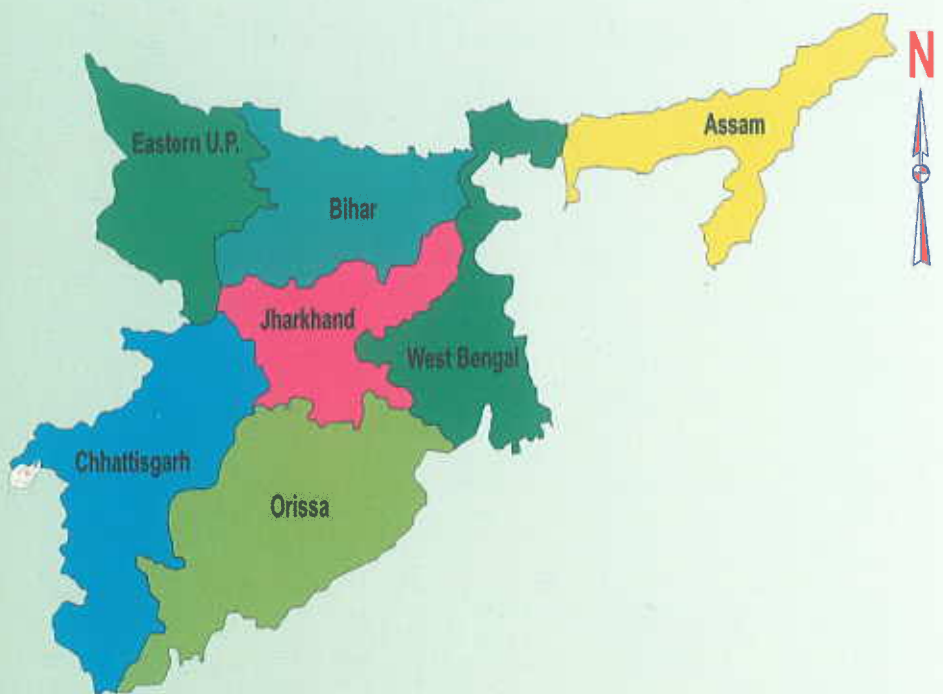 N
Assam
Eastern U.P.
Bihar
Jharkhand
West Bengal
Chhattisgarh
Orissa